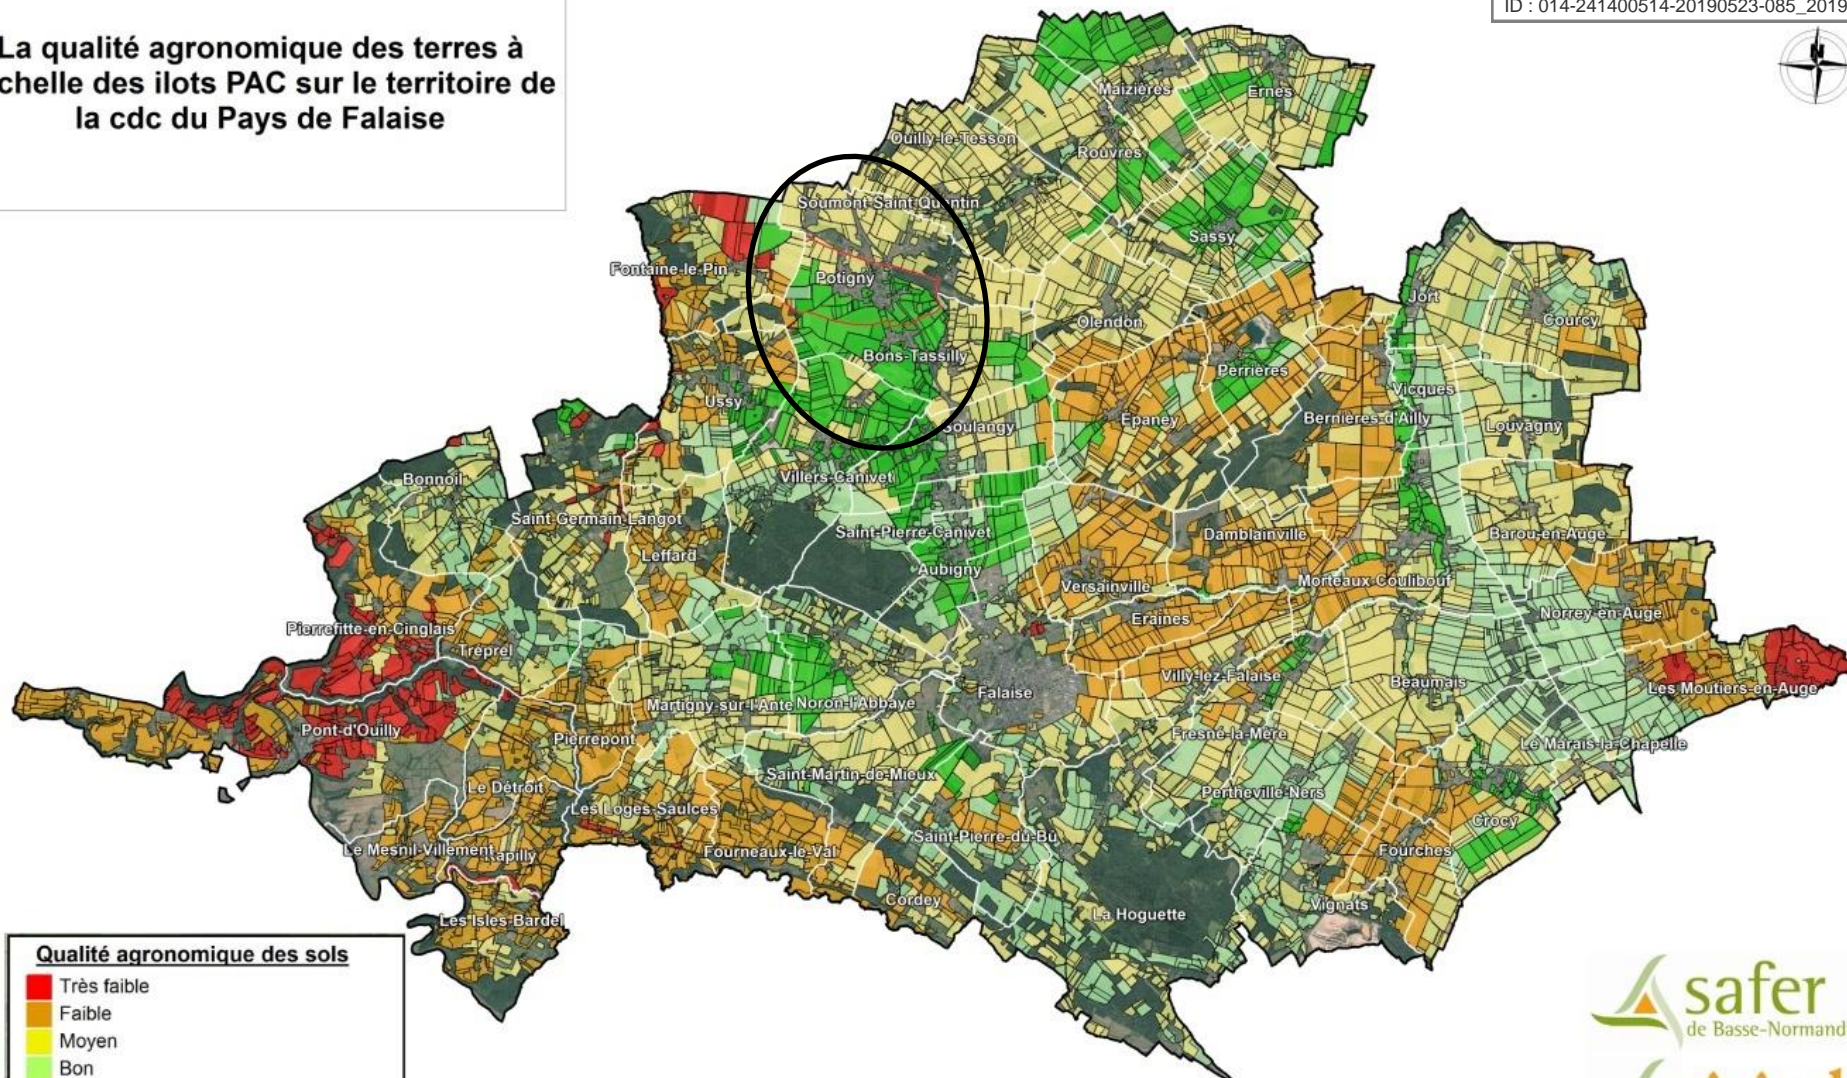 ID : 014-241400514-20190523-085_2019
La qualité agronomique des terres à
chelle des ilots PAC sur le territoire de
la cdc du Pays de Falaise
N
Maizières
Ernes
Ouilly-le-Tesson
Rouvres
Soumont-Saint-Quentin
Sassy
Fontaine-le-Pin
Potigny
Jort
Olendon
Courcy
Bons-Tassilly
Perrières
Vicques
Ussy
Epaney
Bernières-d'Ailly
Soulangy
Louvagny
Bonnoil
Villers-Canivet
Saint-Germain-Langot
Saint-Pierre-Canivet
Damblainville
Barou-en-Auge
Leffard
Aubigny
Versainville
Morteaux-Coulibouf
Norrey-en-Auge
Eraines
Pierrefitte-en-Cinglais
Tréprel
Villy-lez-Falaise
Beaumais
Les Moutiers-en-Auge
Falaise
Martigny-sur-l'Ante
Noron-l'Abbaye
Pont-d'Ouilly
Pierrepont
Fresné-la-Mère
Le Marais-la-Chapelle
Saint-Martin-de-Mieux
Le Détroit
Pertheville-Ners
Les Loges-Saulces
Crocy
Saint-Pierre-du-Bû
Le Mesnil-Villement
Rapilly
Fourneaux-le-Val
Fourches
Cordey
Vignats
La Hoguette
Les Isles-Bardel
Qualité agronomique des sols
Très faible
Faible
Moyen
Bon
safer
de Basse-Normand